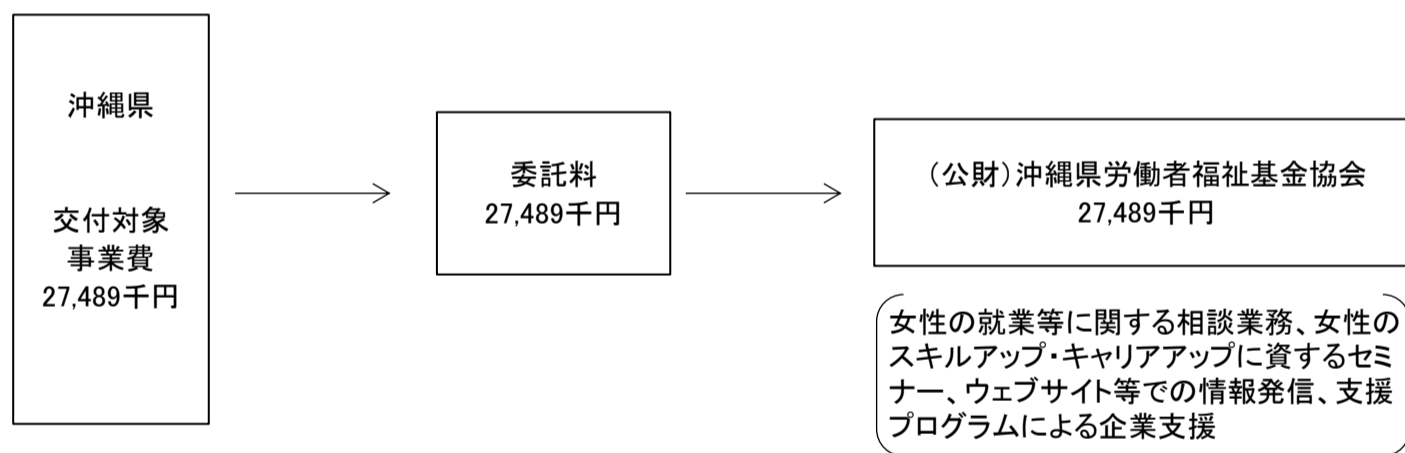 沖縄県
交付対象
事業費
27,489千円
委託料
27,489千円
（公財）沖縄県労働者福祉基金協会
27,489千円
女性の就業等に関する相談業務、女性の
スキルアップ・キャリアアップに資するセミ
ナー、ウェブサイト等での情報発信、支援
プログラムによる企業支援